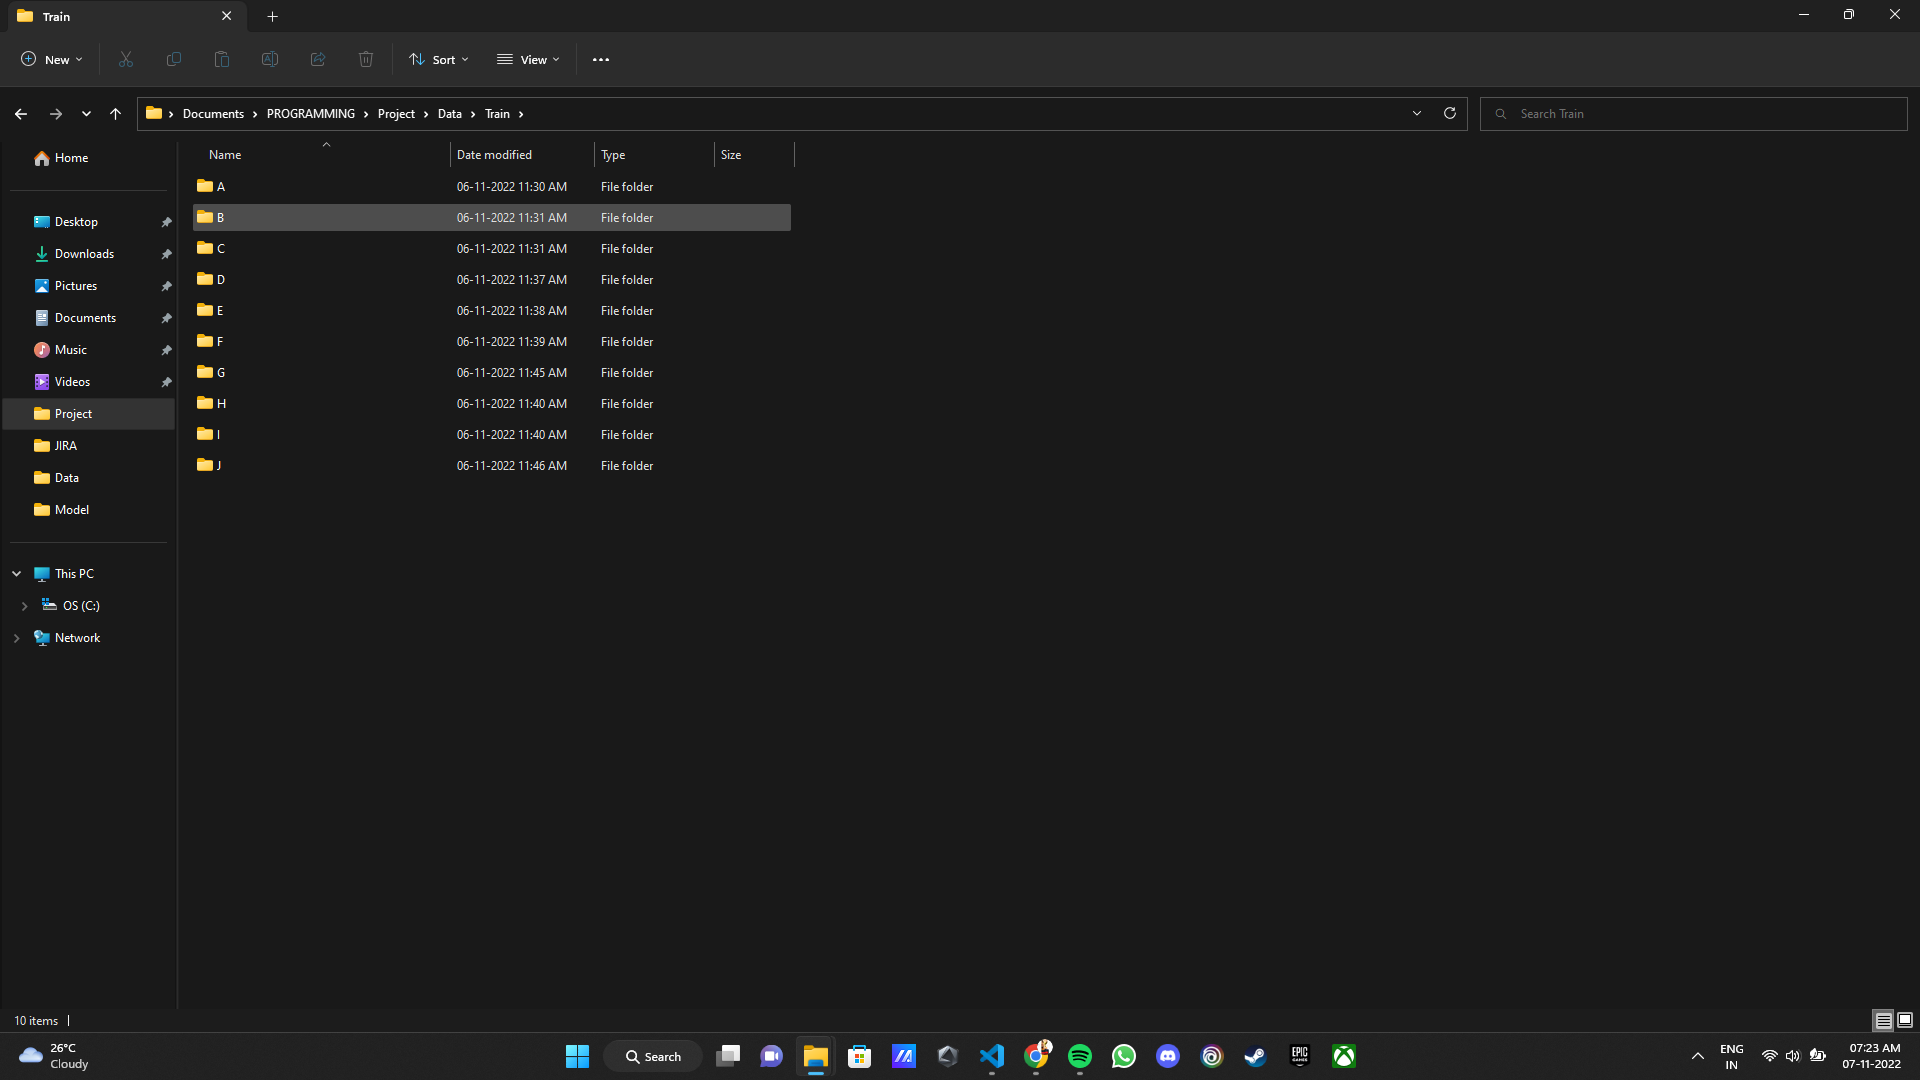 Train
New
Sort
View
Documents
PROGRAMMING
Project
Data
Train
Search Train
Home
Desktop
Downloads
Pictures
Documents
Music
Videos
Project
JIRA
Data
Model
This PC
OS (C:)
Network
Name Date modified Type Size
A 06-11-2022 11:30 AM File folder
B 06-11-2022 11:31 AM File folder
C 06-11-2022 11:31 AM File folder
D 06-11-2022 11:37 AM File folder
E 06-11-2022 11:38 AM File folder
F 06-11-2022 11:39 AM File folder
G 06-11-2022 11:45 AM File folder
H 06-11-2022 11:40 AM File folder
I 06-11-2022 11:40 AM File folder
J 06-11-2022 11:46 AM File folder
10 items
26°C
Cloudy
Search
EPIC
GAMES
ENG
IN
07:23 AM
07-11-2022